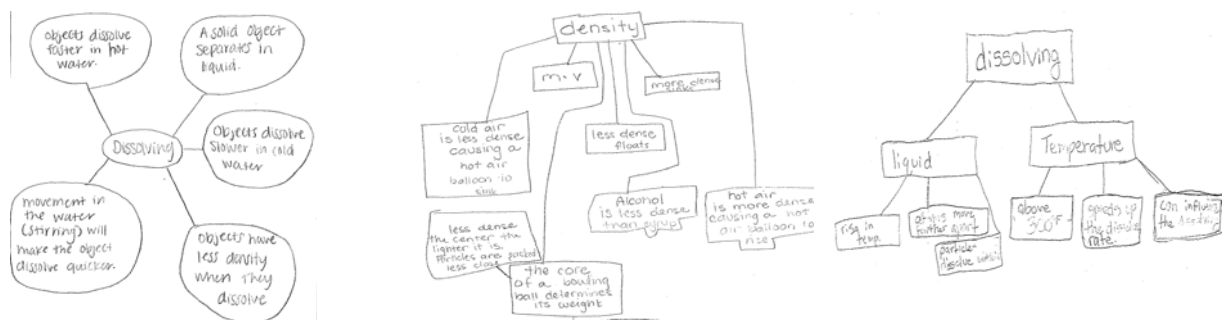 objects dissolve
faster in hot
water.
A solid object
separates in
liquid.
Dissolving
Objects dissolve
slower in cold
water
movement in
the water
(stirring) will
make the object
dissolve quicker.
Objects have
less density
when they
dissolve
density
m÷v
more dense
sinks
cold air
is less dense
causing a
hot air
balloon to
sink
less dense
floats
Alcohol
is less dense
than syrup
hot air
is more dense
causing a hot
air balloon to
rise
less dense
the center the
lighter it is.
Particles are packed
less close
the core
of a bowling
ball determines
its weight
dissolving
liquid
Temperature
rise in
temp.
more
further apart
particles
dissolve
above
speeds up
the
rate.
can
the